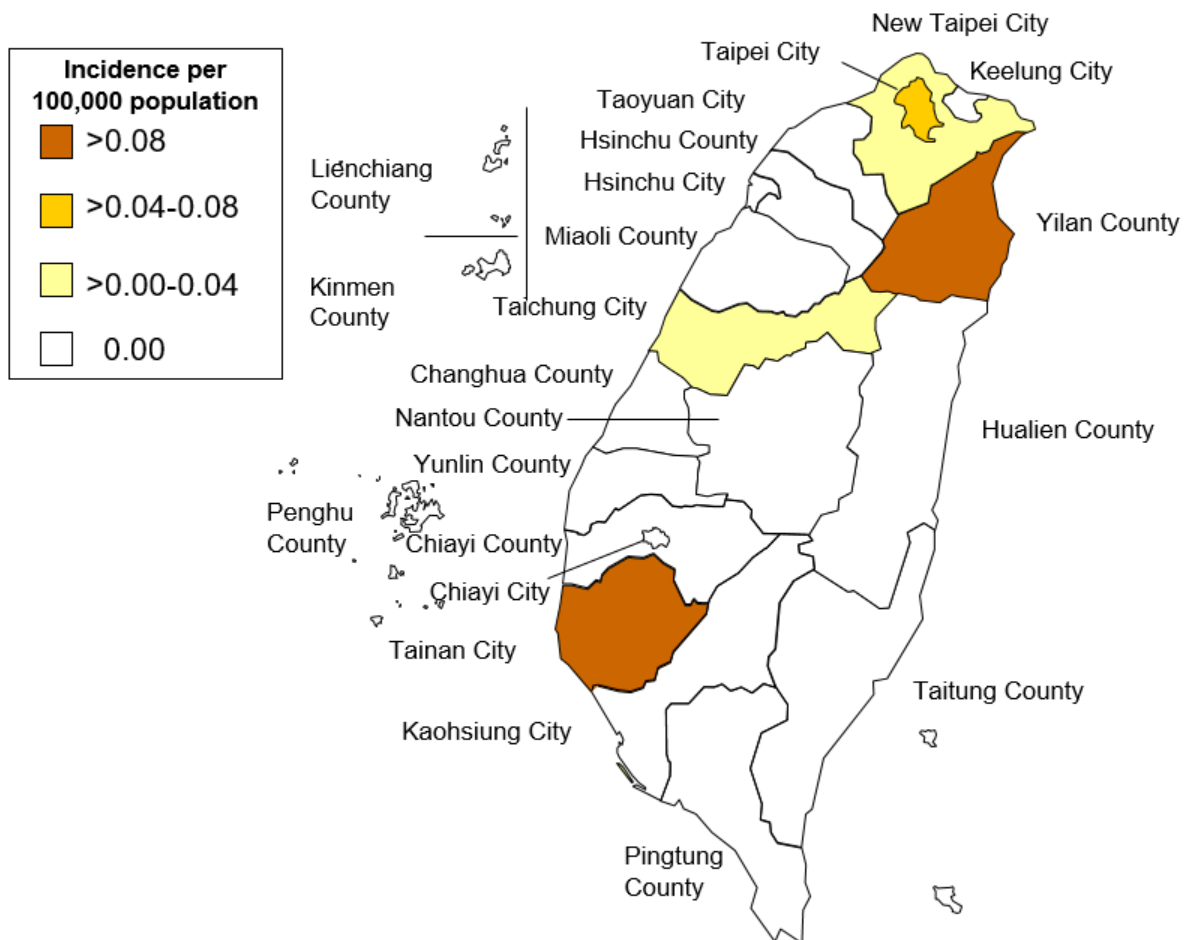 Incidence per
100,000 population
>0.08
>0.04-0.08
>0.00-0.04
0.00
New Taipei City
Taipei City
Keelung City
Taoyuan City
Hsinchu County
Hsinchu City
Lienchiang
County
Miaoli County
Yilan County
Kinmen
County
Taichung City
Changhua County
Nantou County
Hualien County
Yunlin County
Penghu
County
Chiayi County
Chiayi City
Tainan City
Taitung County
Kaohsiung City
Pingtung
County